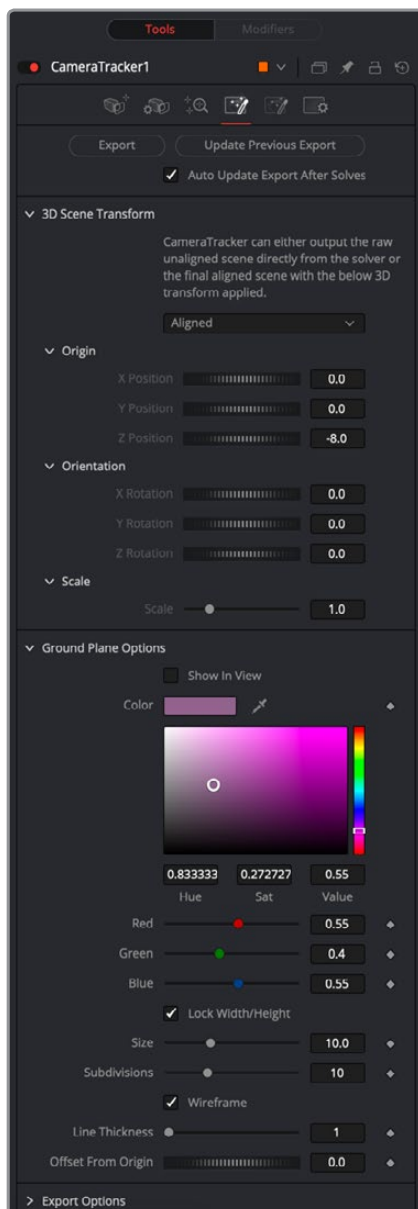 Tools Modifiers
CameraTracker1
Export Update Previous Export
Auto Update Export After Solves
3D Scene Transform
CameraTracker can either output the raw
unaligned scene directly from the solver or
the final aligned scene with the below 3D
transform applied.
Aligned
Origin
X Position 0.0
Y Position 0.0
Z Position -8.0
Orientation
X Rotation 0.0
Y Rotation 0.0
Z Rotation 0.0
Scale
Scale 1.0
Ground Plane Options
Show In View
Color
0.833333 0.272727 0.55
Hue Sat Value
Red 0.55
Green 0.4
Blue 0.55
Lock Width/Height
Size 10.0
Subdivisions 10
Wireframe
Line Thickness 1
Offset From Origin 0.0
Export Options